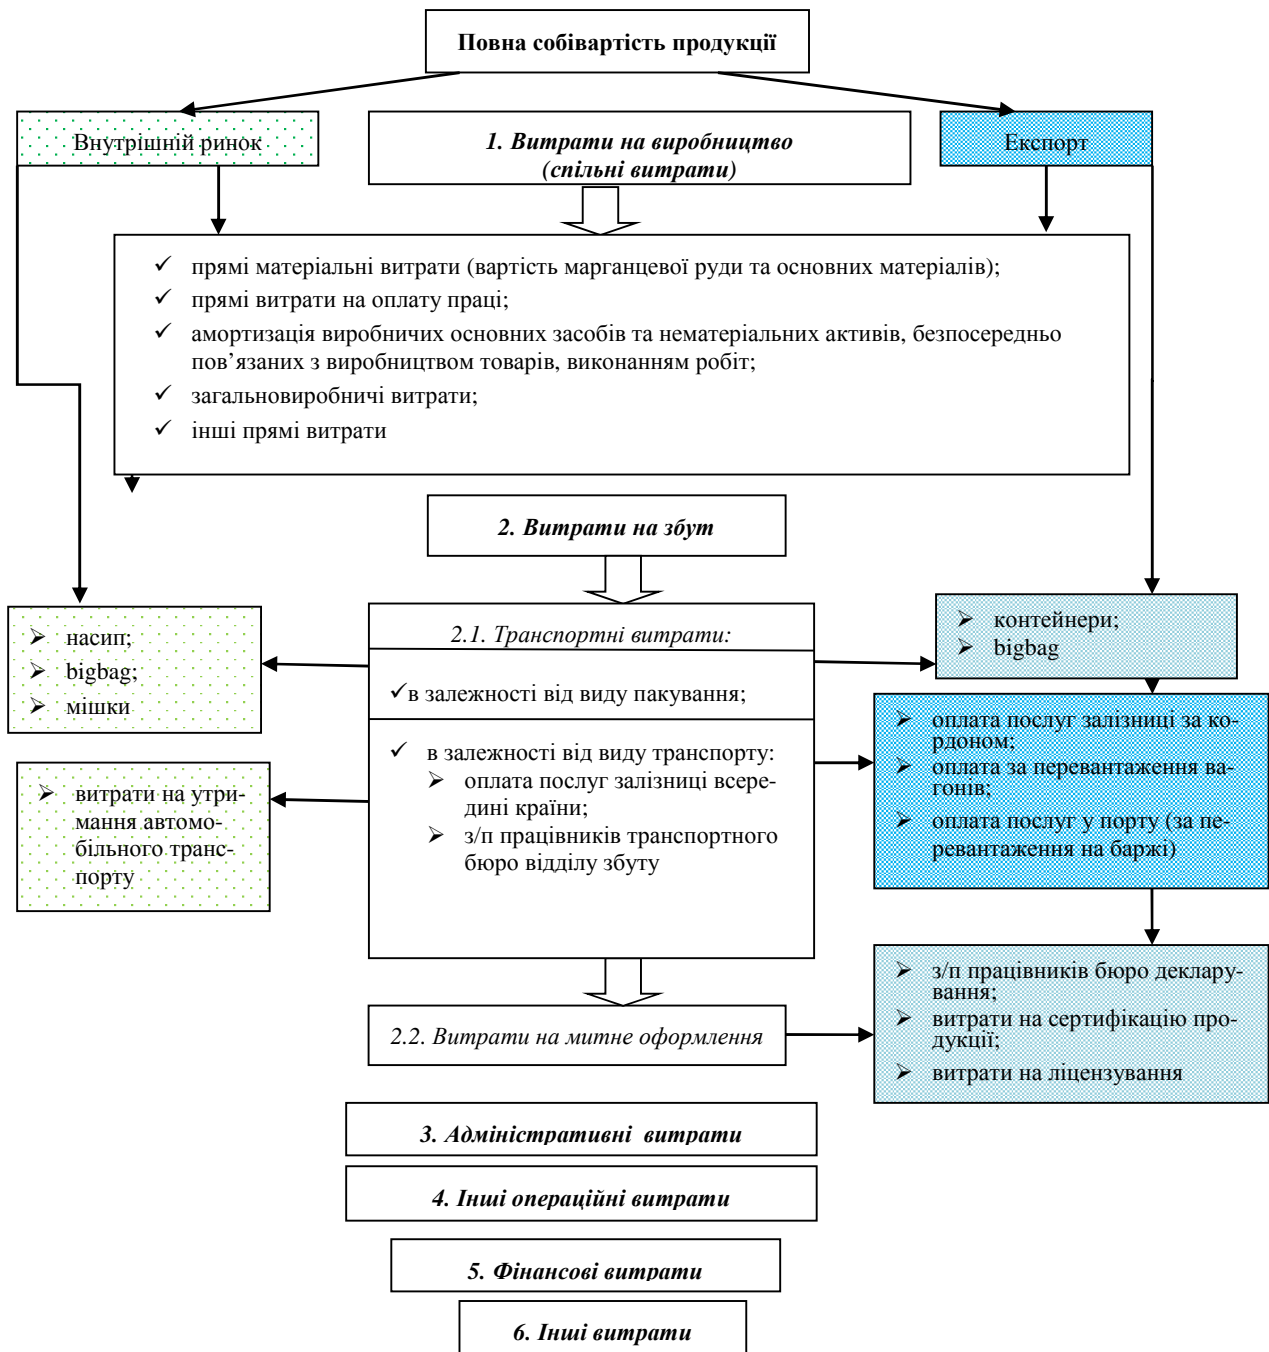 Повна собівартість продукції
Внутрішній ринок
1. Витрати на виробництво
(спільні витрати)
Експорт
✓ прямі матеріальні витрати (вартість марганцевої руди та основних матеріалів);
✓ прямі витрати на оплату праці;
✓ амортизація виробничих основних засобів та нематеріальних активів, безпосередньо
пов’язаних з виробництвом товарів, виконанням робіт;
✓ загальновиробничі витрати;
✓ інші прямі витрати
2. Витрати на збут
➢ насип;
➢ bigbag;
➢ мішки
2.1. Транспортні витрати:
✓в залежності від виду пакування;
➢ контейнери;
➢ bigbag
➢ витрати на утри-
мання автомо-
більного транс-
порту
✓ в залежності від виду транспорту:
➢ оплата послуг залізниці всере-
дині країни;
➢ з/п працівників транспортного
бюро відділу збуту
➢ оплата послуг залізниці за ко-
рдоном;
➢ оплата за перевантаження ва-
гонів;
➢ оплата послуг у порту (за пе-
ревантаження на баржі)
2.2. Витрати на митне оформлення
➢ з/п працівників бюро деклару-
вання;
➢ витрати на сертифікацію про-
дукції;
➢ витрати на ліцензування
3. Адміністративні витрати
4. Інші операційні витрати
5. Фінансові витрати
6. Інші витрати